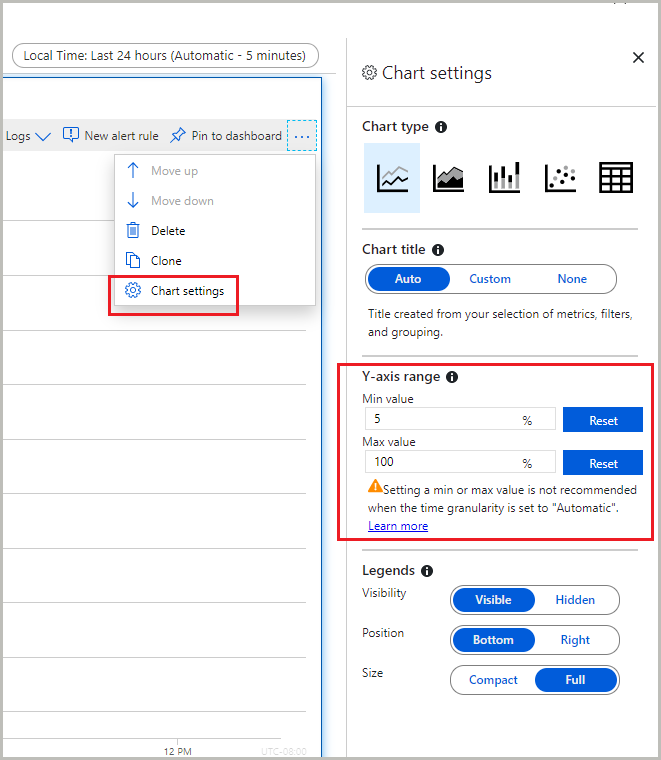 Local Time: Last 24 hours (Automatic - 5 minutes)
Logs
New alert rule
Pin to dashboard
...
Move up
Move down
Delete
Clone
Chart settings
12 PM
UTC-08:00
Chart settings
Chart type
Chart title
Auto
Custom
None
Title created from your selection of metrics, filters,
and grouping.
Y-axis range
Min value
5 %
Reset
Max value
100 %
Reset
Setting a min or max value is not recommended
when the time granularity is set to "Automatic".
Learn more
Legends
Visibility
Visible
Hidden
Position
Bottom
Right
Size
Compact
Full